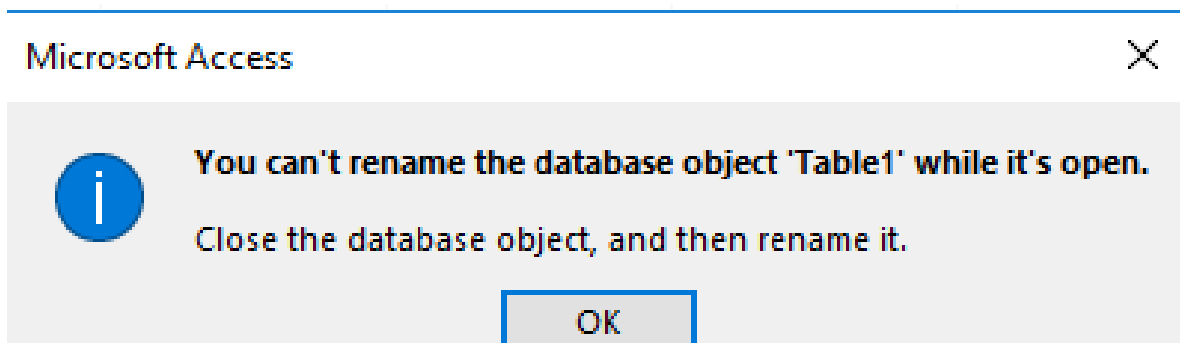 Microsoft Access
You can't rename the database object 'Table1' while it's open.
Close the database object, and then rename it.
OK